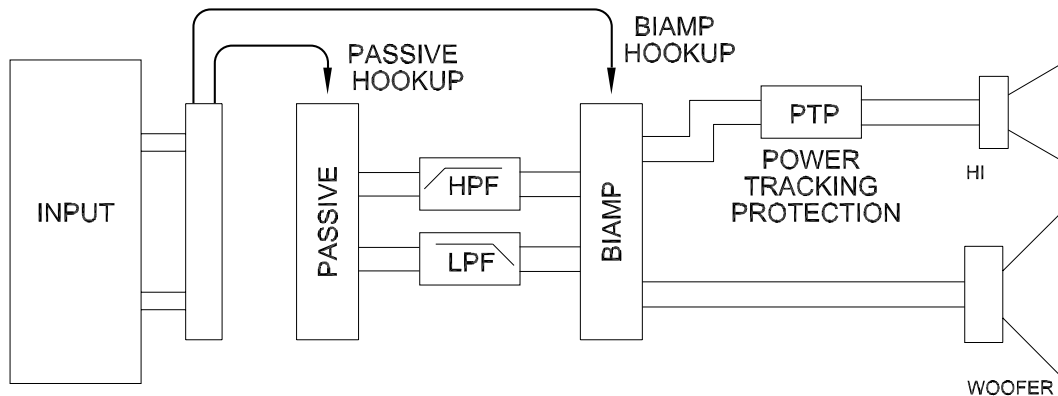 BIAMP
HOOKUP
PASSIVE
HOOKUP
INPUT
PASSIVE
HPF
LPF
BIAMP
PTP
POWER
TRACKING
PROTECTION
HI
WOOFER